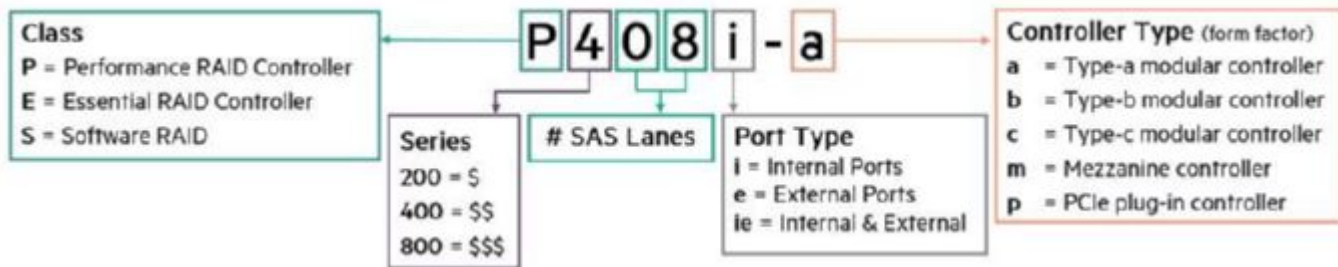 P408i-a
Class
P = Performance RAID Controller
E = Essential RAID Controller
S = Software RAID
Series
200 = $
400 = $$
800 = $$$
# SAS Lanes
Port Type
i = Internal Ports
e = External Ports
ie = Internal & External
Controller Type (form factor)
a = Type-a modular controller
b = Type-b modular controller
c = Type-c modular controller
m = Mezzanine controller
p = PCIe plug-in controller